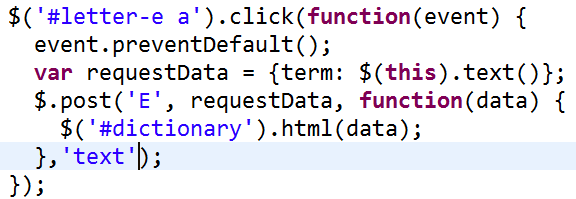 $('#letter-e a').click(function(event) {
  event.preventDefault();
  var requestData = {term: $(this).text()};
  $.post('E', requestData, function(data) {
    $('#dictionary').html(data);
  },'text');
});